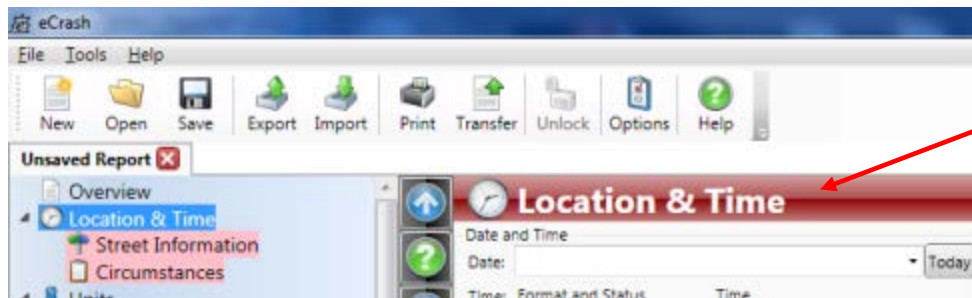 eCrash
File Tools Help
New Open Save Export Import Print Transfer Unlock Options Help
Unsaved Report
Overview
Location & Time
Street Information
Circumstances
Units
Location & Time
Date and Time
Date: Today
Time: Format and Status Time